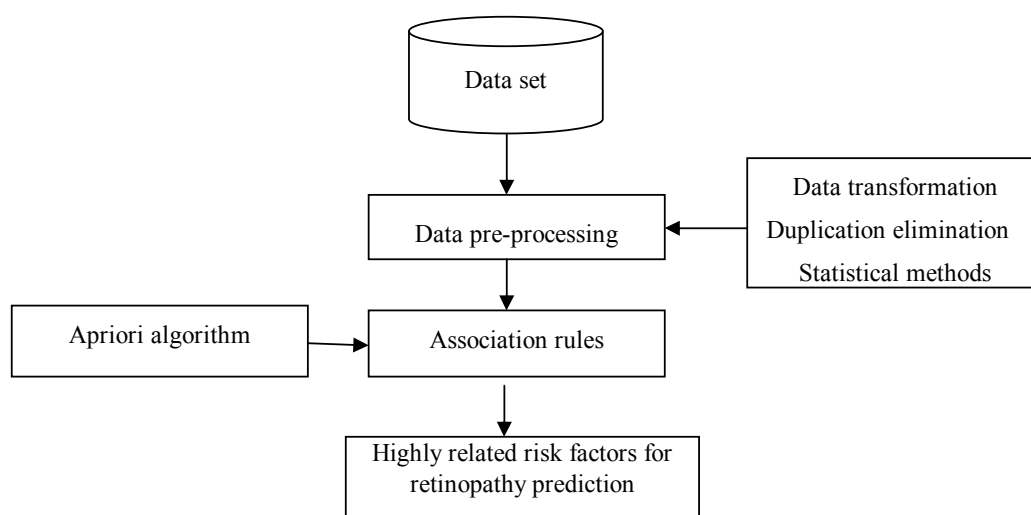 Data set
Data pre-processing
Data transformation
Duplication elimination
Statistical methods
Apriori algorithm
Association rules
Highly related risk factors for
retinopathy prediction